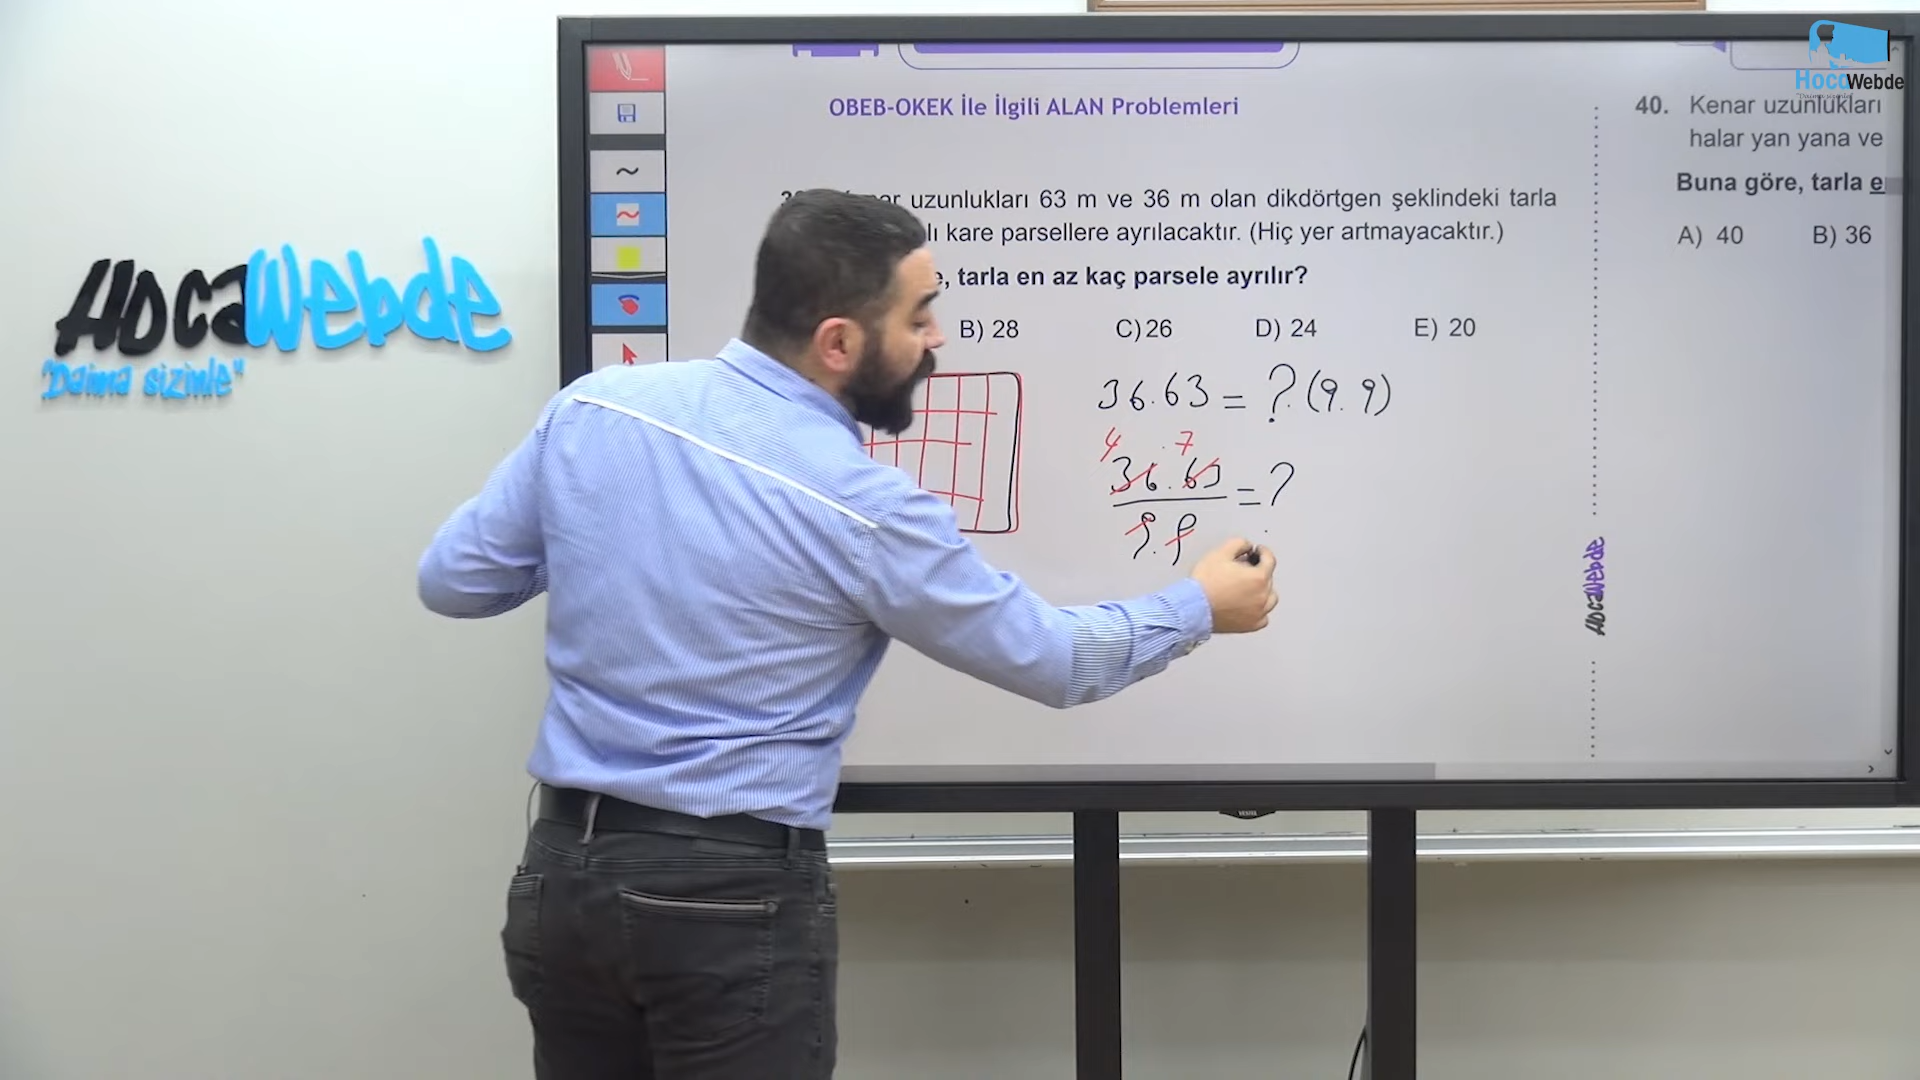 HocaWebde
"Daima sizinle"
HocaWebde
"Daima sizinle"
OBEB-OKEK İle İlgili ALAN Problemleri
uzunlukları 63 m ve 36 m olan dikdörtgen şeklindeki tarla
kare parsellere ayrılacaktır. (Hiç yer artmayacaktır.)
tarla en az kaç parsele ayrılır?
B) 28 C) 26 D) 24 E) 20
36.63 = ?.(9.9)
4 7
36.63 = ?
9.9
HocaWebde
40. Kenar uzunlukları
halar yan yana ve
Buna göre, tarla e
A) 40 B) 36